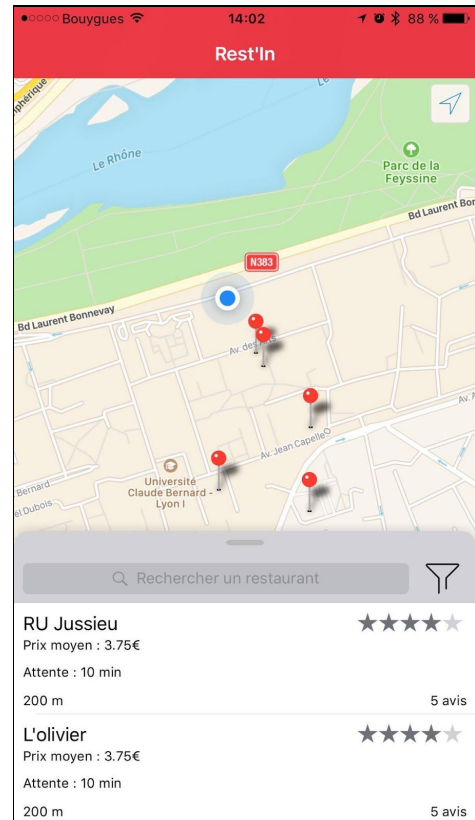 Bouygues 14:02 88 %
Rest'In
Le Rhône
Parc de la
Feyssine
Bd Laurent Bon
N383
Bd Laurent Bonnevay
Av. des Arts
Av. A
Av. Jean Capelle O
Université
Claude Bernard -
Lyon I
Bernard
el Dubois
Rechercher un restaurant
RU Jussieu
Prix moyen : 3.75€
Attente : 10 min
200 m 5 avis
L'olivier
Prix moyen : 3.75€
Attente : 10 min
200 m 5 avis